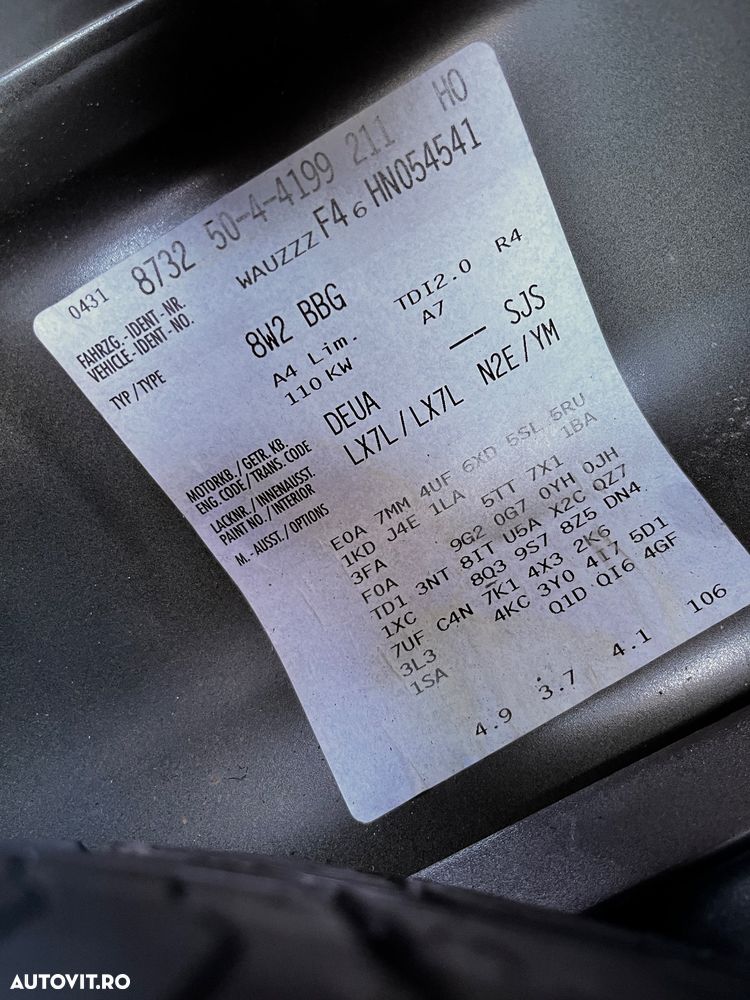 0431 8732 50-4-4199 211 HO
FAHRZG.-IDENT-NR.
VEHICLE-IDENT-NO.
WAUZZZF46HN054541
TYP/TYPE
8W2 BBG
A4 Lim. TDI2.0 R4
110 KW A7
MOTORKB./GETR.KB.
ENG.CODE/TRANS.CODE
DEUA -- SJS
LACKNR./INNENAUSST.
PAINT NO./INTERIOR
LX7L/LX7L N2E/YM
M.-AUSST./OPTIONS
E0A 7MM 4UF 6XD 5SL 5RU
1KD J4E 1LA 1BA
3FA 5TT 7X1
F0A 9G2 0G7 0YH 0JH
TD1 3NT 8IT U5A X2C QZ7
1XC 8Q3 9S7 8Z5 DN4
7UF C4N 7K1 4X3 2K6
3L3 4KC 3Y0 4I7 5D1
1SA Q1D QI6 4GF
4.9 3.7 4.1 106
AUTOVIT.RO